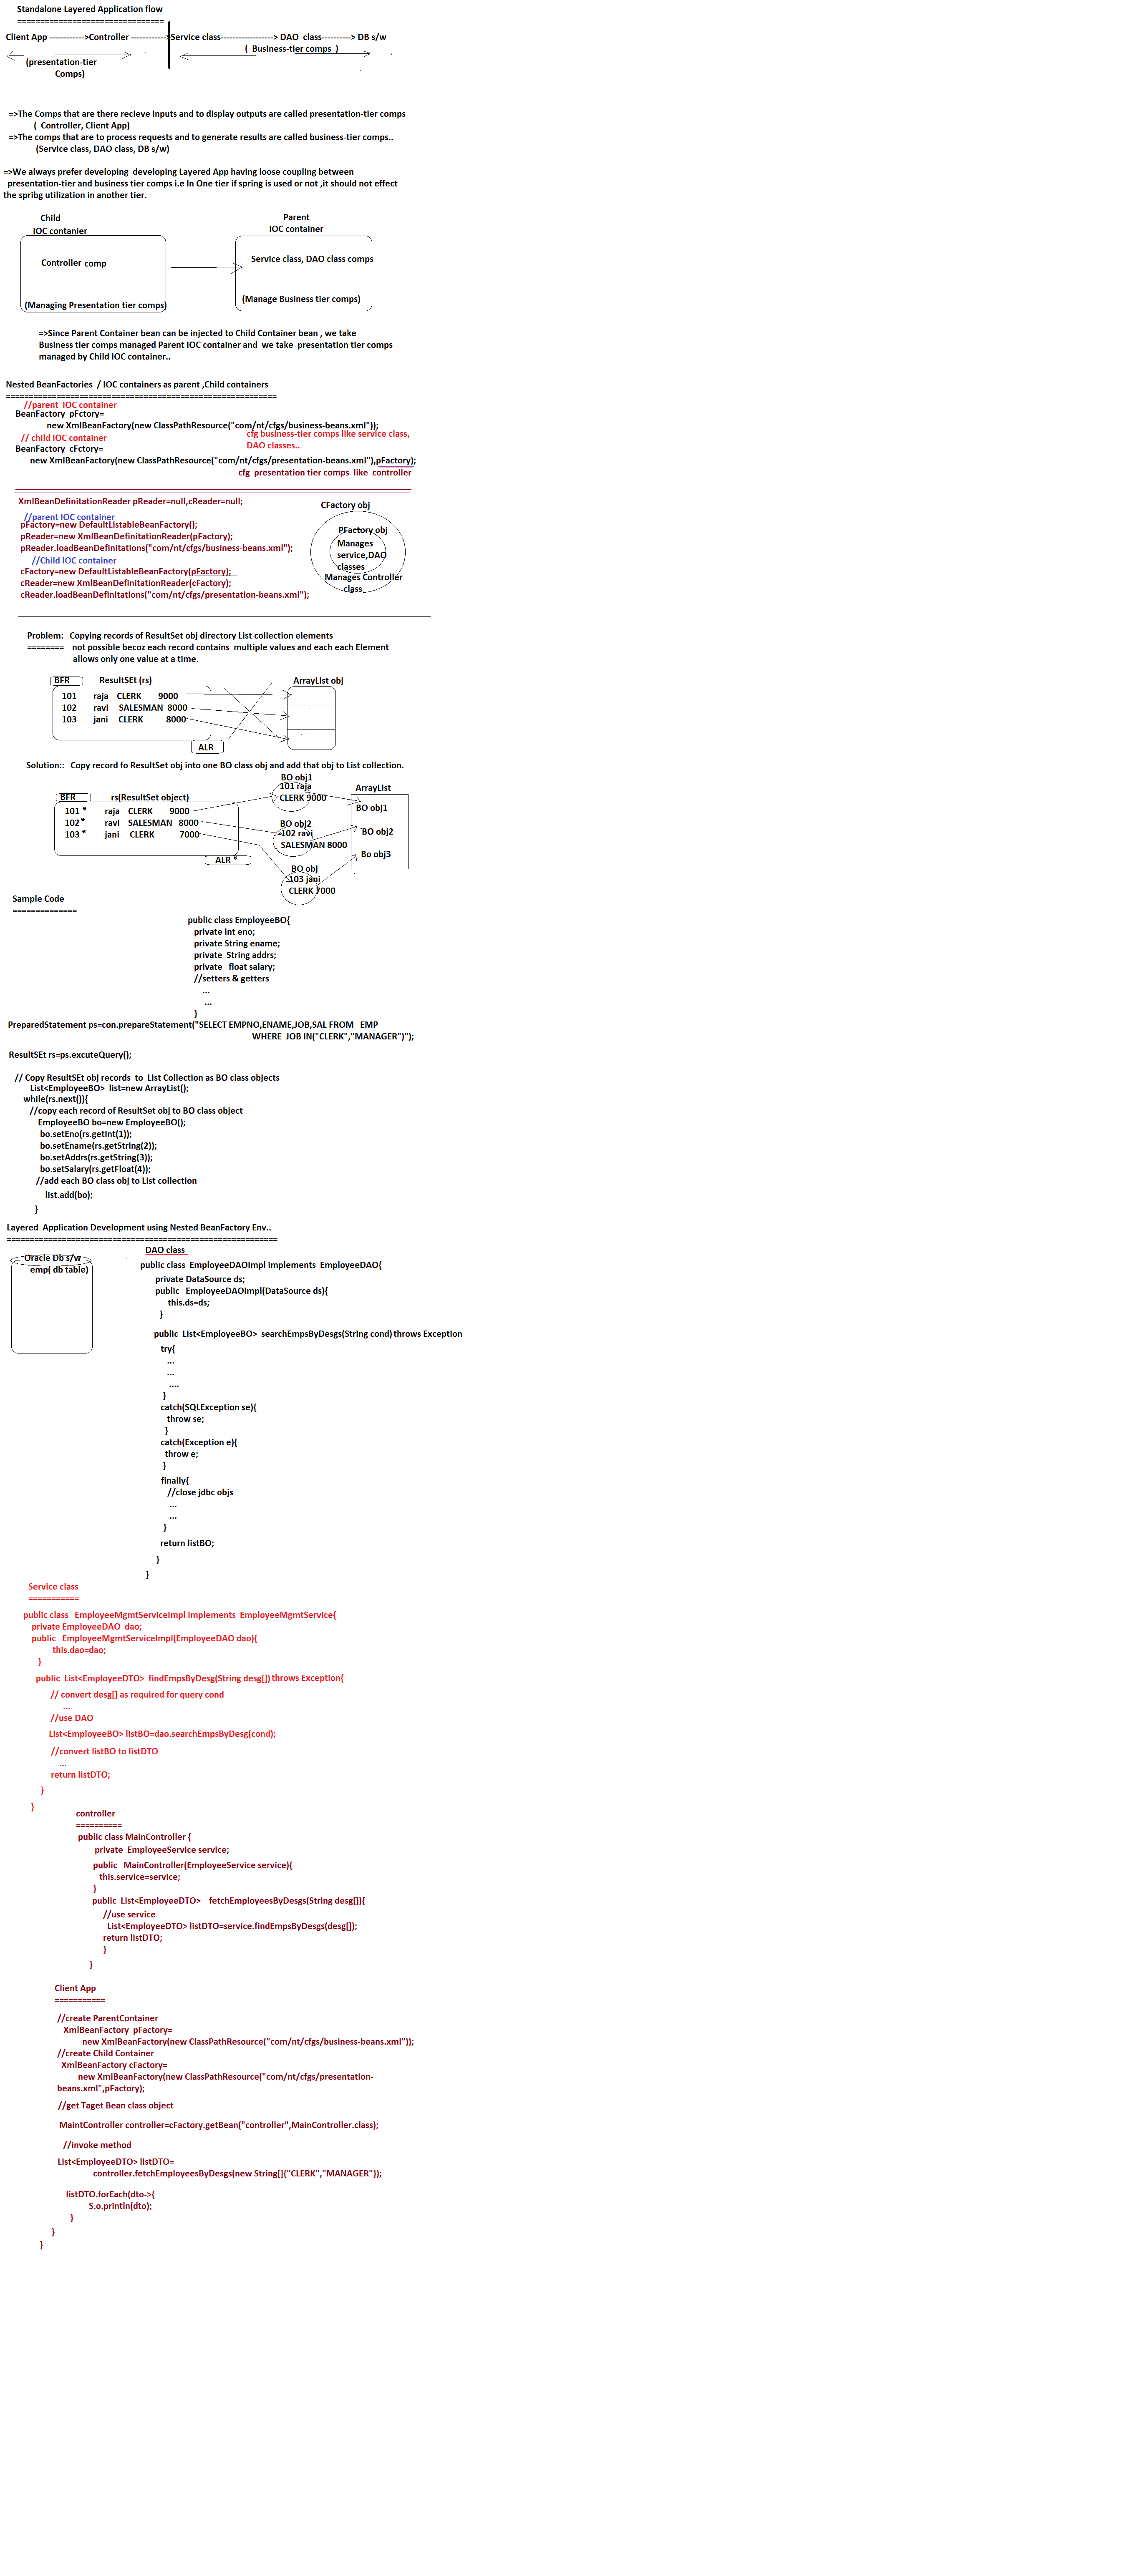 Standalone Layered Application flow
================================
Client App ------------>Controller ------------>Service class------------------> DAO  class----------> DB s/w
(  Business-tier comps  )
(presentation-tier
Comps)
=>The Comps that are there recieve inputs and to display outputs are called presentation-tier comps
(  Controller, Client App)
=>The comps that are to process requests and to generate results are called business-tier comps..
(Service class, DAO class, DB s/w)
=>We always prefer developing  developing Layered App having loose coupling between
presentation-tier and business tier comps i.e In One tier if spring is used or not ,it should not effect
the spribg utilization in another tier.
Child
IOC contanier
Parent
IOC container
Controller comp
Service class, DAO class comps
(Managing Presentation tier comps)
(Manage Business tier comps)
=>Since Parent Container bean can be injected to Child Container bean , we take
Business tier comps managed Parent IOC container and  we take  presentation tier comps
managed by Child IOC container..
Nested BeanFactories  / IOC containers as parent ,Child containers
===========================================================
//parent  IOC container
BeanFactory  pFctory=
new XmlBeanFactory(new ClassPathResource("com/nt/cfgs/business-beans.xml"));
cfg business-tier comps like service class,
DAO classes..
// child IOC container
BeanFactory  cFctory=
new XmlBeanFactory(new ClassPathResource("com/nt/cfgs/presentation-beans.xml"),pFactory);
cfg  presentation tier comps  like  controller
XmlBeanDefinitionReader pReader=null,cReader=null;
//parent IOC container
pFactory=new DefaultListableBeanFactory();
pReader=new XmlBeanDefinitionReader(pFactory);
pReader.loadBeanDefinitations("com/nt/cfgs/business-beans.xml");
//Child IOC container
cFactory=new DefaultListableBeanFactory(pFactory);
cReader=new XmlBeanDefinitionReader(cFactory);
cReader.loadBeanDefinitations("com/nt/cfgs/presentation-beans.xml");
CFactory obj
PFactory obj
Manages
service,DAO
classes
Manages Controller
class
Problem:   Copying records of ResultSet obj directory List collection elements
========    not possible becoz each record contains  multiple values and each each Element
allows only one value at a time.
BFR
ResultSEt (rs)
ArrayList obj
101  raja  CLERK  9000
102  ravi  SALESMAN  8000
103  jani  CLERK  8000
ALR
Solution::   Copy record fo ResultSet obj into one BO class obj and add that obj to List collection.
BFR
rs(ResultSet object)
BO obj1
101 raja
CLERK 9000
ArrayList
101  raja  CLERK  9000
102  ravi  SALESMAN  8000
103  jani  CLERK  7000
ALR
BO obj2
102 ravi
SALESMAN 8000
BO obj
103 jani
CLERK 7000
BO obj1
BO obj2
Bo obj3
Sample Code
==============
public class EmployeeBO{
private int eno;
private String ename;
private  String addrs;
private   float salary;
//setters & getters
...
...
}
PreparedStatement ps=con.prepareStatement("SELECT EMPNO,ENAME,JOB,SAL FROM   EMP
WHERE  JOB IN("CLERK","MANAGER")");
ResultSEt rs=ps.excuteQuery();
// Copy ResultSEt obj records  to  List Collection as BO class objects
List<EmployeeBO>  list=new ArrayList();
while(rs.next()){
//copy each record of ResultSet obj to BO class object
EmployeeBO bo=new EmployeeBO();
bo.setEno(rs.getInt(1));
bo.setEname(rs.getString(2));
bo.setAddrs(rs.getString(3));
bo.setSalary(rs.getFloat(4));
//add each BO class obj to List collection
list.add(bo);
}
Layered  Application Development using Nested BeanFactory Env..
===========================================================
Oracle Db s/w
emp( db table)
DAO class
public class  EmployeeDAOImpl implements  EmployeeDAO{
private DataSource ds;
public   EmployeeDAOImpl(DataSource ds){
this.ds=ds;
}
public  List<EmployeeBO>  searchEmpsByDesgs(String cond) throws Exception
try{
...
...
....
}
catch(SQLException se){
throw se;
}
catch(Exception e){
throw e;
}
finally{
//close jdbc objs
...
...
}
return listBO;
}
}
Service class
===========
public class   EmployeeMgmtServiceImpl implements  EmployeeMgmtService{
private EmployeeDAO  dao;
public   EmployeeMgmtServiceImpl(EmployeeDAO dao){
this.dao=dao;
}
public  List<EmployeeDTO>  findEmpsByDesg(String desg[]) throws Exception{
// convert desg[] as required for query cond
...
//use DAO
List<EmployeeBO> listBO=dao.searchEmpsByDesg(cond);
//convert listBO to listDTO
...
return listDTO;
}
}
controller
==========
public class MainController {
private  EmployeeService service;
public   MainController(EmployeeService service){
this.service=service;
}
public  List<EmployeeDTO>    fetchEmployeesByDesgs(String desg[]){
//use service
List<EmployeeDTO> listDTO=service.findEmpsByDesgs(desg[]);
return listDTO;
}
}
Client App
===========
//create ParentContainer
XmlBeanFactory  pFactory=
new XmlBeanFactory(new ClassPathResource("com/nt/cfgs/business-beans.xml"));
//create Child Container
XmlBeanFactory cFactory=
new XmlBeanFactory(new ClassPathResource("com/nt/cfgs/presentation-
beans.xml",pFactory);
//get Taget Bean class object
MaintController controller=cFactory.getBean("controller",MainController.class);
//invoke method
List<EmployeeDTO> listDTO=
controller.fetchEmployeesByDesgs(new String[]{"CLERK","MANAGER"});
listDTO.forEach(dto->{
S.o.println(dto);
}
}
}